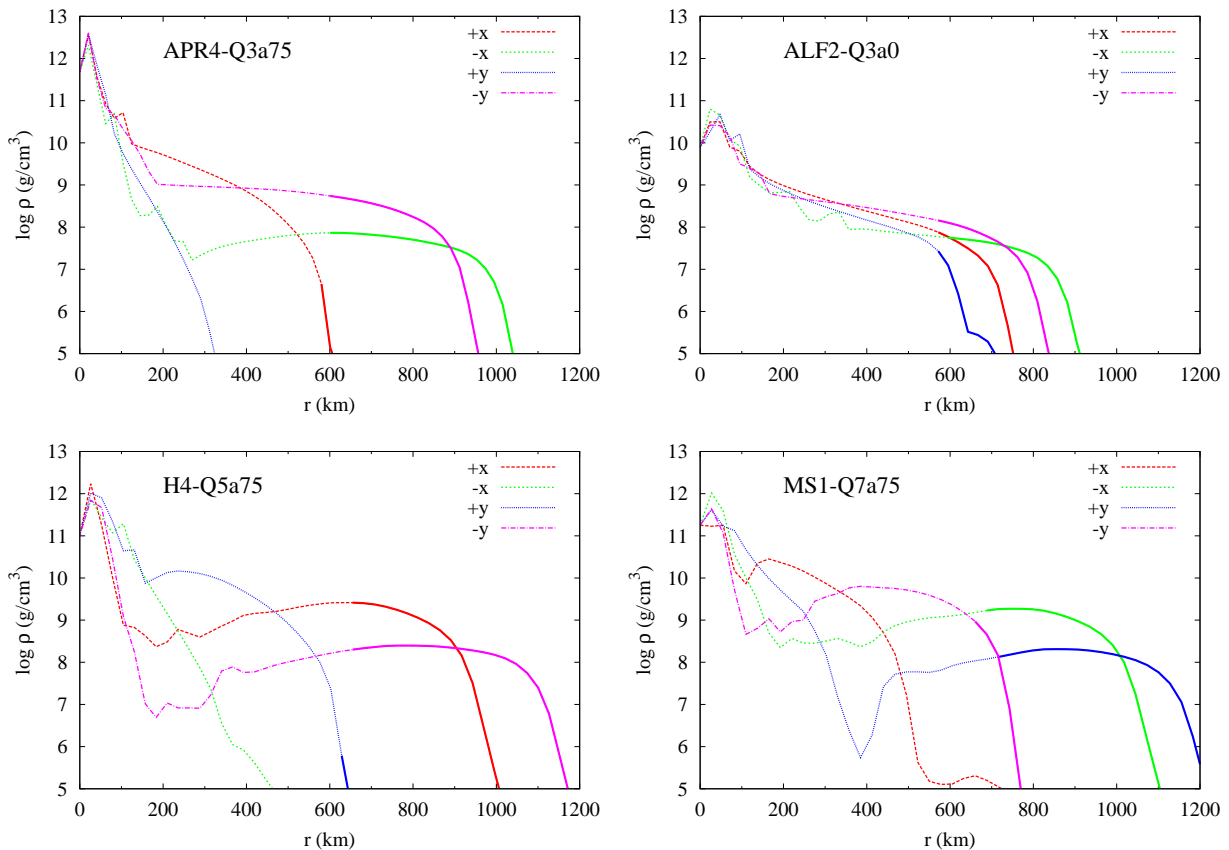 13
12
11
10
9
8
7
6
5
log ρ (g/cm³)
APR4-Q3a75
+x
-x
+y
-y
0 200 400 600 800 1000 1200
r (km)
13
12
11
10
9
8
7
6
5
log ρ (g/cm³)
ALF2-Q3a0
+x
-x
+y
-y
0 200 400 600 800 1000 1200
r (km)
13
12
11
10
9
8
7
6
5
log ρ (g/cm³)
H4-Q5a75
+x
-x
+y
-y
0 200 400 600 800 1000 1200
r (km)
13
12
11
10
9
8
7
6
5
log ρ (g/cm³)
MS1-Q7a75
+x
-x
+y
-y
0 200 400 600 800 1000 1200
r (km)